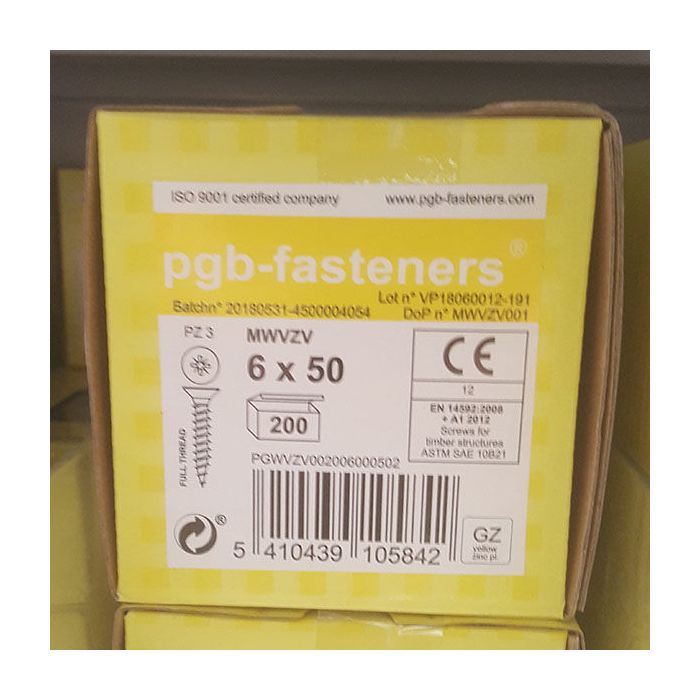 ISO 9001 certified company www.pgb-fasteners.com
pgb-fasteners®
Lot n° VP18060012-191
Batchn° 20180531-4500004054 DoP n° MWVZV001
PZ 3 MWVZV
6 x 50
CE
12
200
EN 14592:2008
+ A1 2012
Screws for
timber structures
ASTM SAE 10B21
FULL THREAD
PGWVZV002006000502
®
5 410439 105842
GZ
yellow
zinc pl.